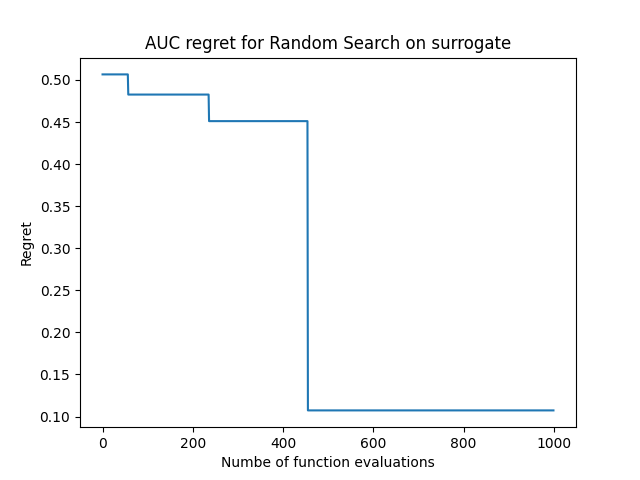 AUC regret for Random Search on surrogate
0.50
0.45
0.40
0.35
0.30
0.25
0.20
0.15
0.10
Regret
0 200 400 600 800 1000
Numbe of function evaluations